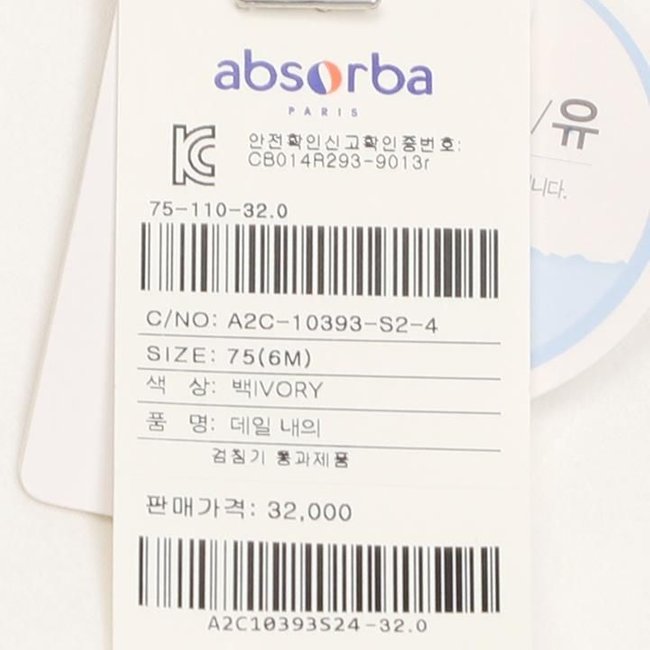 absorba
PARIS
안전확인신고확인증번호:
CB014R293-9013r
75-110-32.0
C/NO: A2C-10393-S2-4
SIZE: 75(6M)
색 상: 백IVORY
품 명: 데일 내의
검침기 통과제품
판매가격: 32,000
A2C10393S24-32.0
/유
니다.